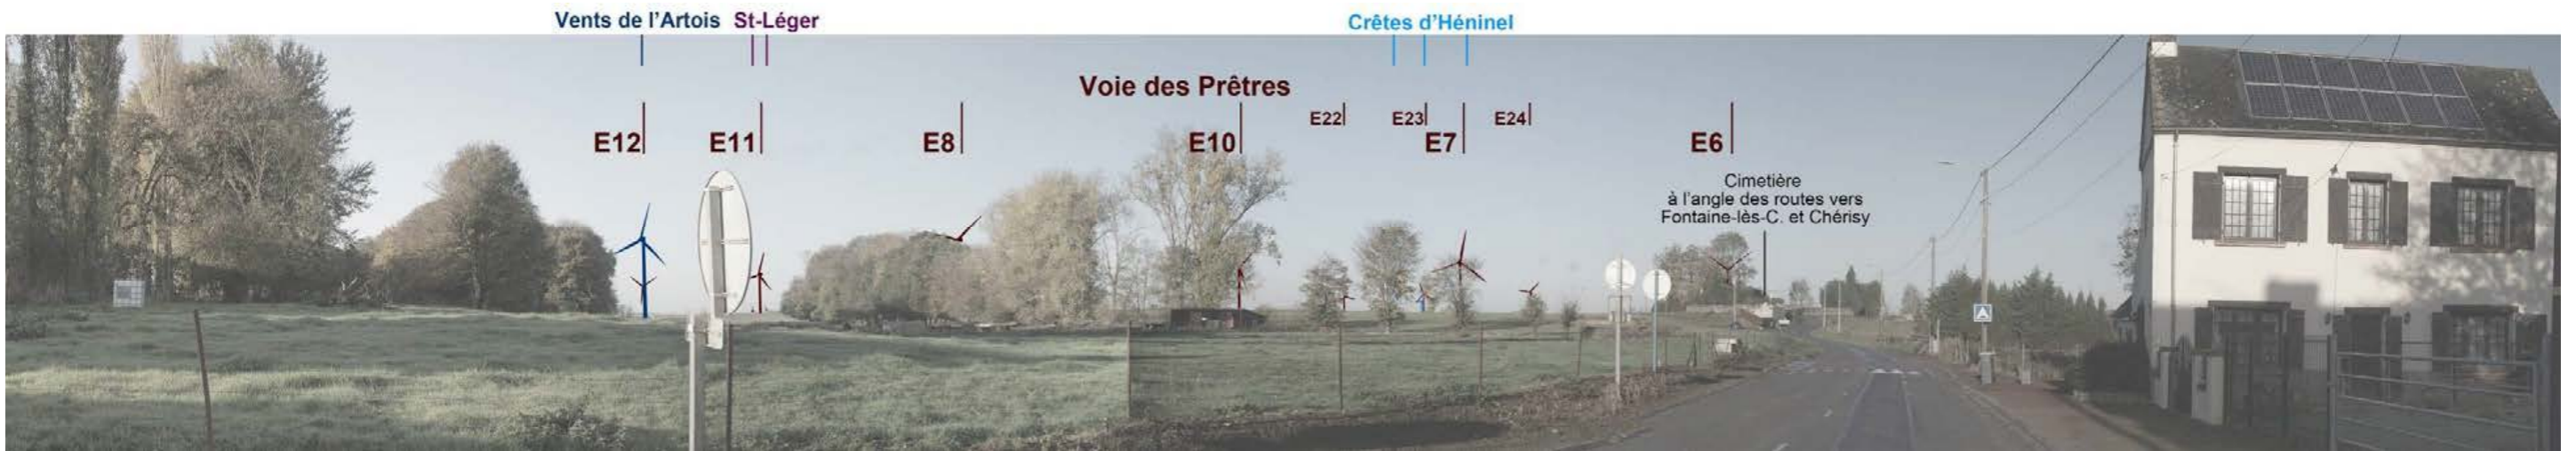 Vents de l'Artois St-Léger Crêtes d'Héninel
Voie des Prêtres
E22 E23 E24
E12 E11 E8 E10 E7 E6
Cimetière
à l'angle des routes vers
Fontaine-lès-C. et Chérisy